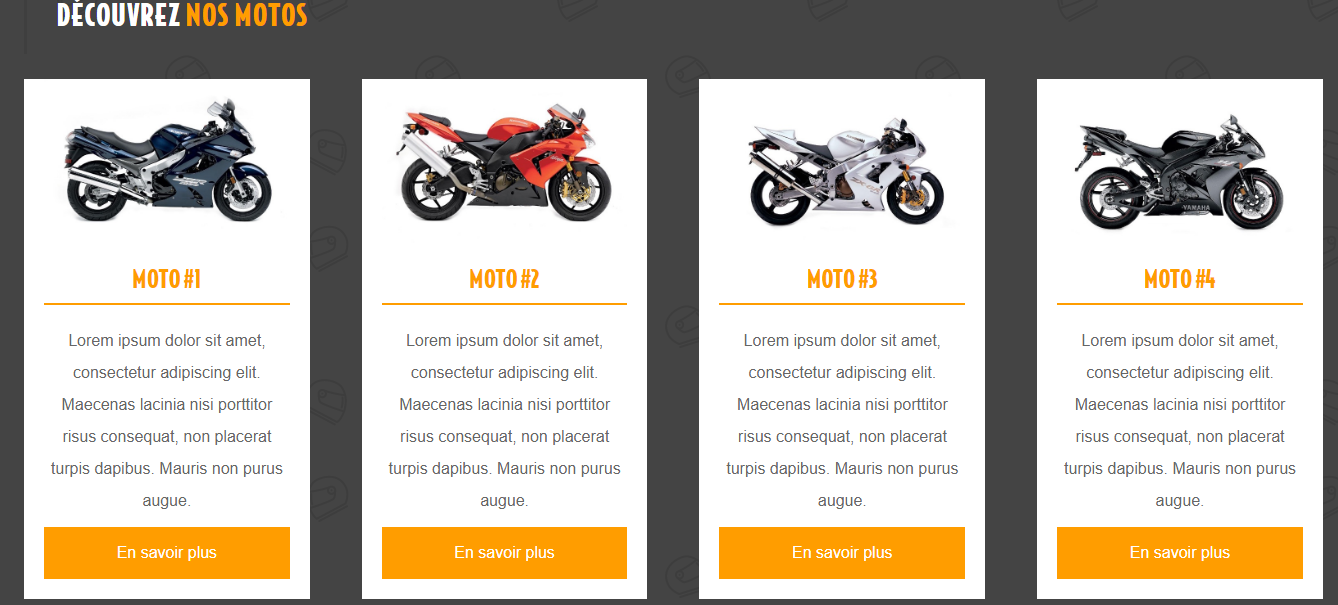 DÉCOUVREZ NOS MOTOS
YAMAHA
MOTO #1
Lorem ipsum dolor sit amet,
consectetur adipiscing elit.
Maecenas lacinia nisi porttitor
risus consequat, non placerat
turpis dapibus. Mauris non purus
augue.
En savoir plus
MOTO #2
Lorem ipsum dolor sit amet,
consectetur adipiscing elit.
Maecenas lacinia nisi porttitor
risus consequat, non placerat
turpis dapibus. Mauris non purus
augue.
En savoir plus
MOTO #3
Lorem ipsum dolor sit amet,
consectetur adipiscing elit.
Maecenas lacinia nisi porttitor
risus consequat, non placerat
turpis dapibus. Mauris non purus
augue.
En savoir plus
MOTO #4
Lorem ipsum dolor sit amet,
consectetur adipiscing elit.
Maecenas lacinia nisi porttitor
risus consequat, non placerat
turpis dapibus. Mauris non purus
augue.
En savoir plus